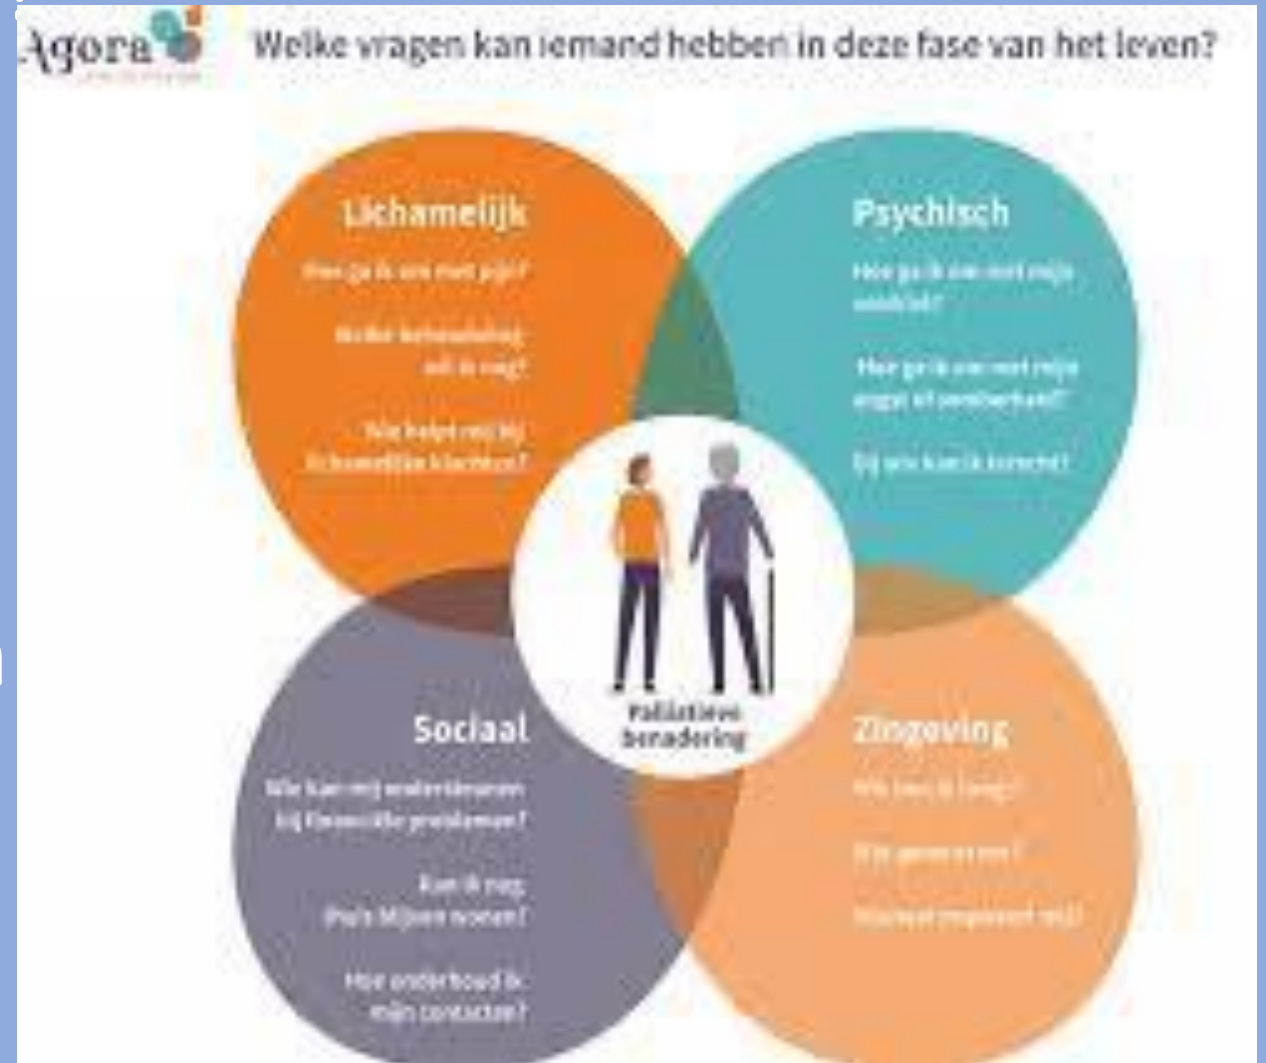 Agora
Welke vragen kan iemand hebben in deze fase van het leven?
Lichamelijk
Hoe ga ik om met pijn?
Welke behandeling
wil ik nog?
Wie helpt mij bij
lichamelijke klachten?
Psychisch
Hoe ga ik om met mijn
Hoe ga ik om met mijn
angst of somberheid?
Bij wie kan ik terecht?
Palliatieve
benadering
Sociaal
Wie kan mij ondersteunen
bij financiële problemen?
Kan ik nog
thuis blijven wonen?
Hoe onderhoud ik
mijn contacten?
Zingeving